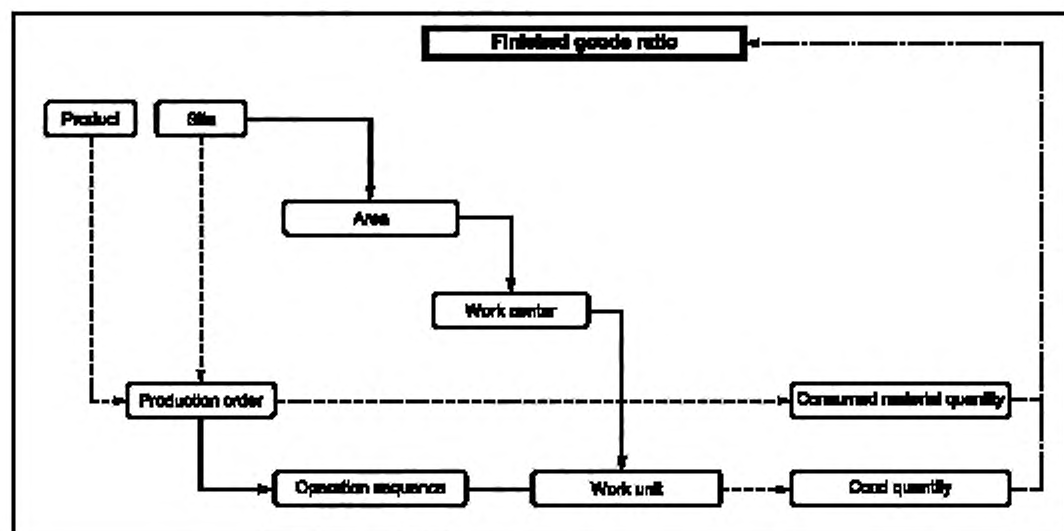 Finished goods ratio
Product
Site
Area
Work center
Production order
Consumed material quantity
Operation sequence
Work unit
Good quantity